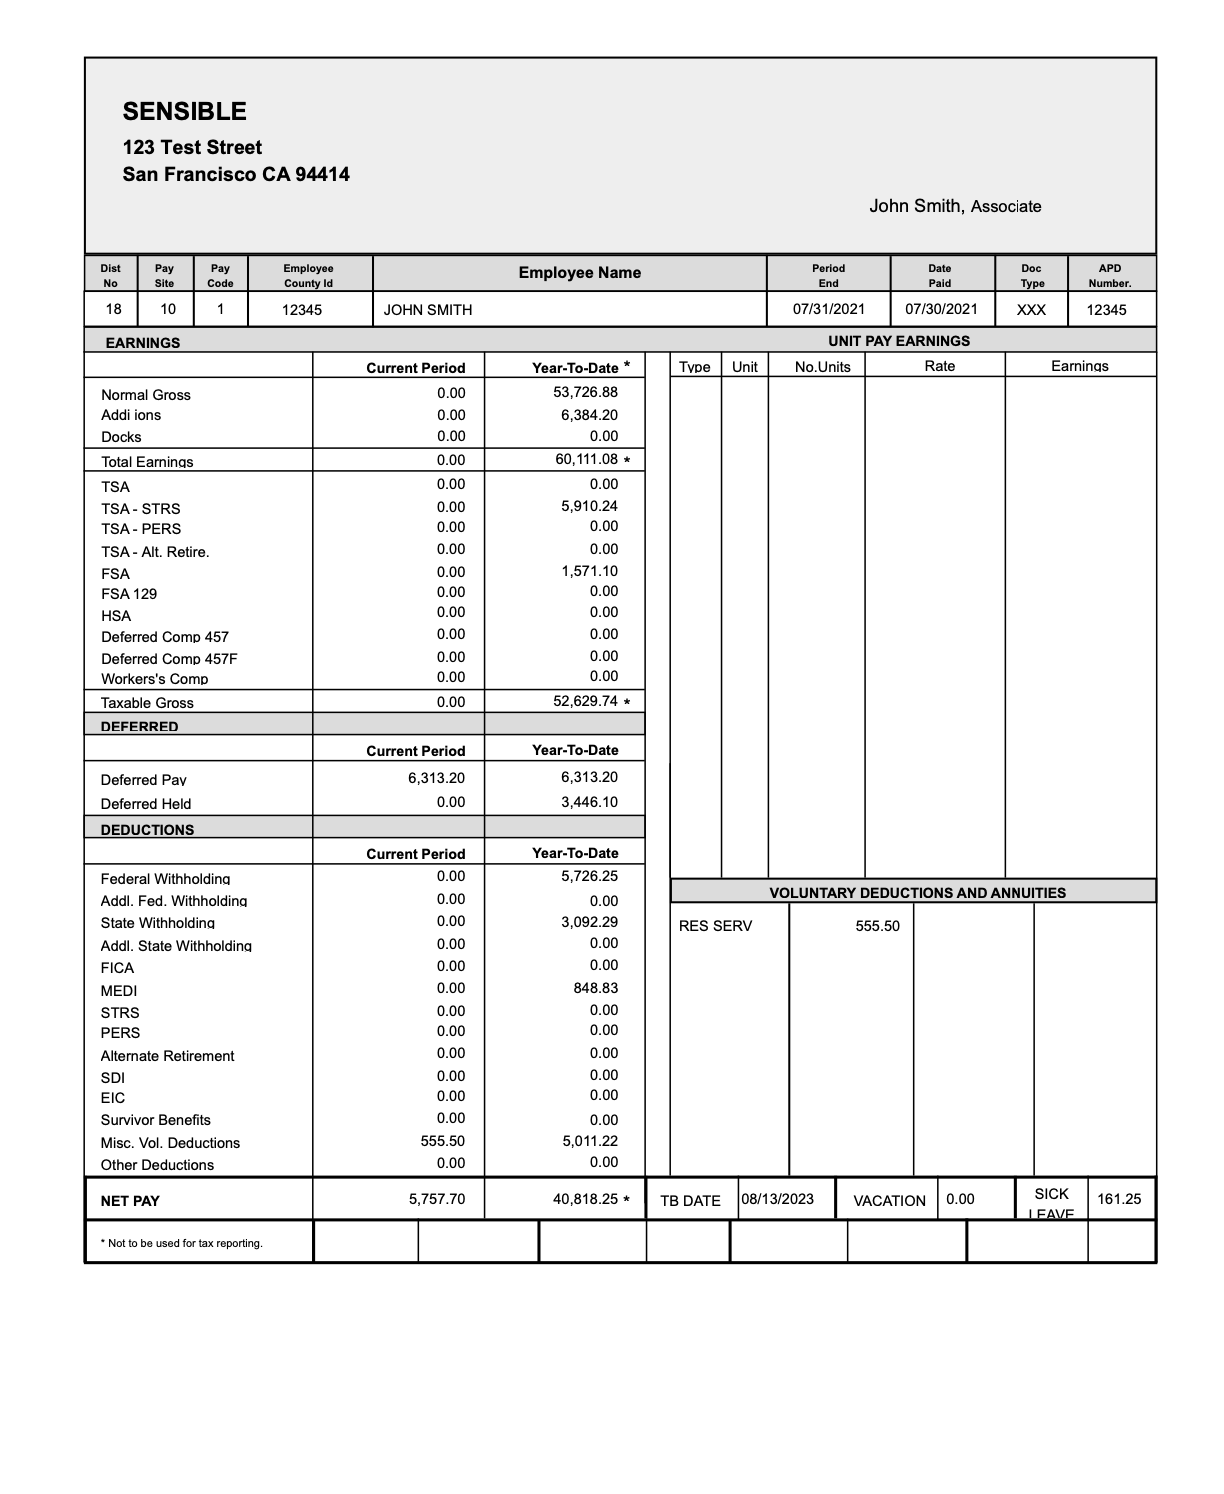 SENSIBLE
123 Test Street
San Francisco CA 94414
John Smith, Associate
Dist No Pay Site Pay Code Employee County Id Employee Name Period End Date Paid Doc Type APD Number.
18 10 1 12345 JOHN SMITH 07/31/2021 07/30/2021 XXX 12345
EARNINGS UNIT PAY EARNINGS
Current Period Year-To-Date * Type Unit No.Units Rate Earnings
Normal Gross 0.00 53,726.88
Addi ions 0.00 6,384.20
Docks 0.00 0.00
Total Earnings 0.00 60,111.08 *
TSA 0.00 0.00
TSA - STRS 0.00 5,910.24
TSA - PERS 0.00 0.00
TSA - Alt. Retire. 0.00 0.00
FSA 0.00 1,571.10
FSA 129 0.00 0.00
HSA 0.00 0.00
Deferred Comp 457 0.00 0.00
Deferred Comp 457F 0.00 0.00
Workers's Comp 0.00 0.00
Taxable Gross 0.00 52,629.74 *
DEFERRED
Current Period Year-To-Date
Deferred Pay 6,313.20 6,313.20
Deferred Held 0.00 3,446.10
DEDUCTIONS
Current Period Year-To-Date
Federal Withholding 0.00 5,726.25
VOLUNTARY DEDUCTIONS AND ANNUITIES
Addl. Fed. Withholding 0.00 0.00
State Withholding 0.00 3,092.29 RES SERV 555.50
Addl. State Withholding 0.00 0.00
FICA 0.00 0.00
MEDI 0.00 848.83
STRS 0.00 0.00
PERS 0.00 0.00
Alternate Retirement 0.00 0.00
SDI 0.00 0.00
EIC 0.00 0.00
Survivor Benefits 0.00 0.00
Misc. Vol. Deductions 555.50 5,011.22
Other Deductions 0.00 0.00
NET PAY 5,757.70 40,818.25 * TB DATE 08/13/2023 VACATION 0.00 SICK LEAVE 161.25
* Not to be used for tax reporting.